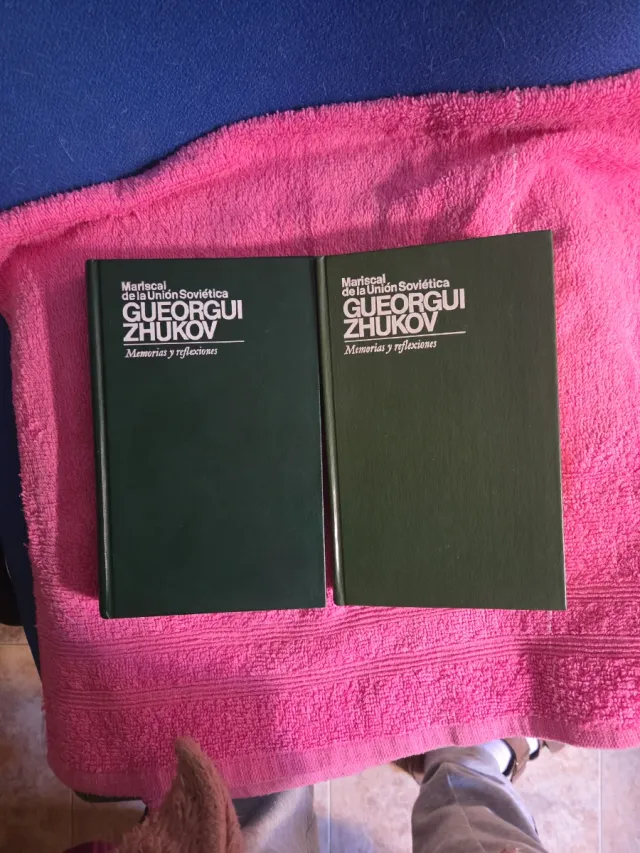 Mariscal
de la Unión Soviética
GUEORGUI
ZHUKOV
Memorias y reflexiones
Mariscal
de la Unión Soviética
GUEORGUI
ZHUKOV
Memorias y reflexiones